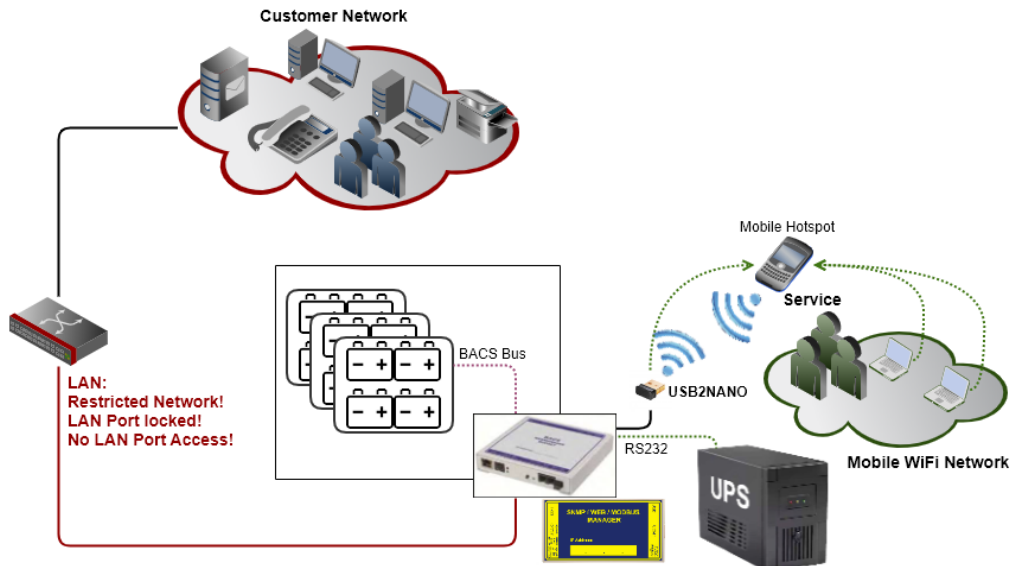 Customer Network
Mobile Hotspot
Service
BACS Bus
USB2NANO
LAN:
Restricted Network!
LAN Port locked!
No LAN Port Access!
RS232
Mobile WiFi Network
UPS
BACS
SNMP / WEB / MODBUS
MANAGER
IP Address